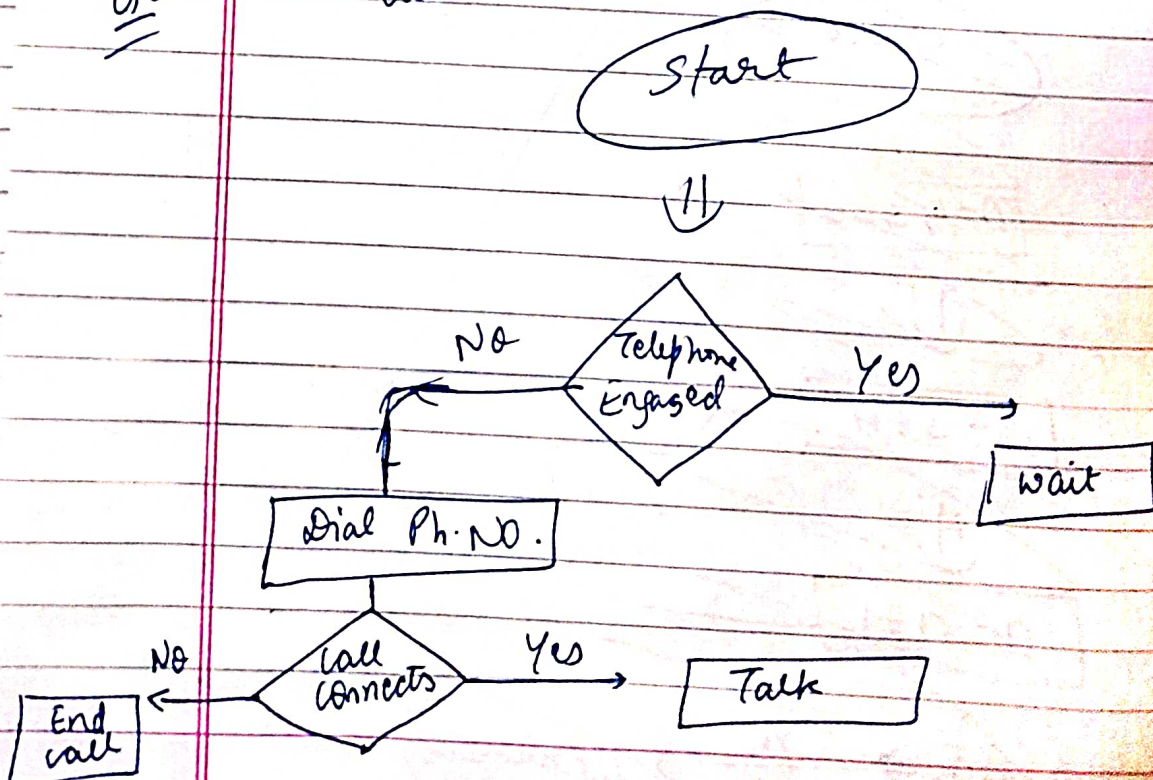 Start
No
Telephone
Engaged
Yes
wait
Dial Ph. No.
No
Call
connects
Yes
Talk
End
call